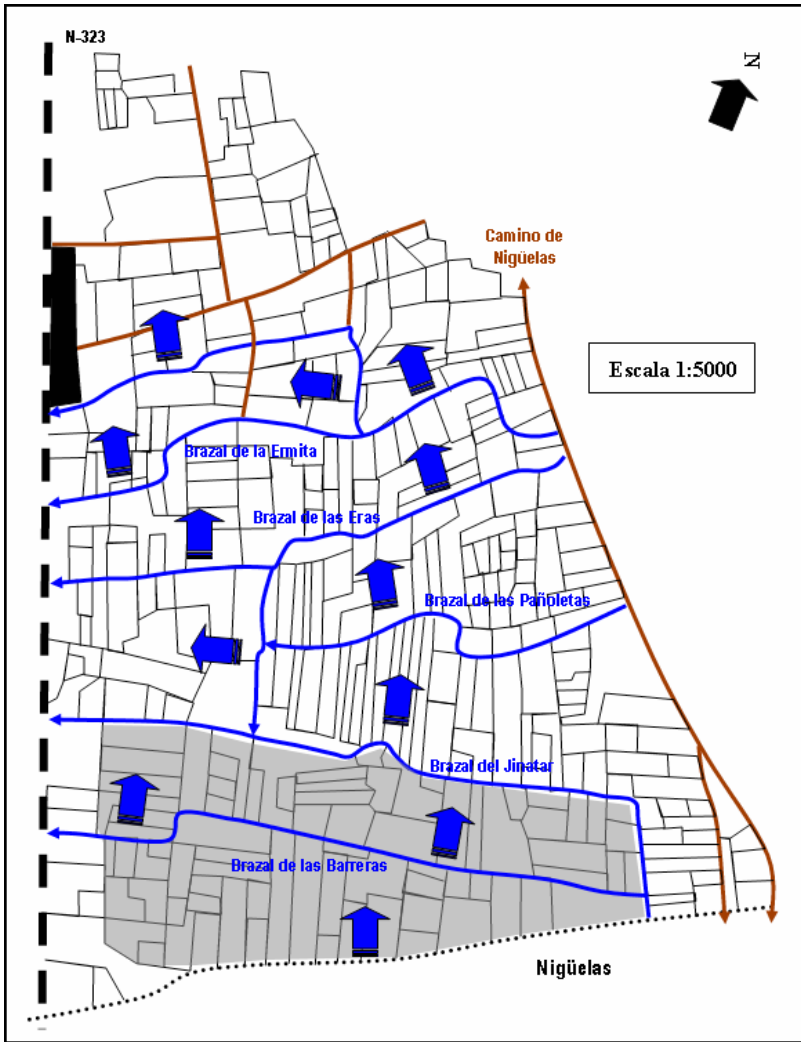 N-323
N
Camino de
Nigüelas
Escala 1:5000
Brazal de la Ermita
Brazal de las Eras
Brazal de las Pañoletas
Brazal del Jinatar
Brazal de las Barreras
Nigüelas